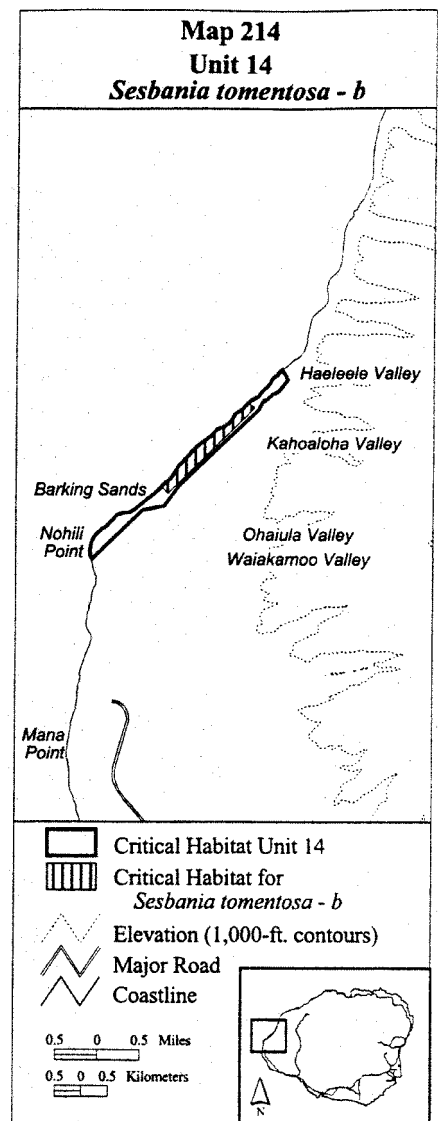 Map 214
Unit 14
Sesbania tomentosa - b
Haeleele Valley
Kahoaloha Valley
Barking Sands
Nohili
Point
Ohaiula Valley
Waiakamoo Valley
Mana
Point
Critical Habitat Unit 14
Critical Habitat for
Sesbania tomentosa - b
Elevation (1,000-ft. contours)
Major Road
Coastline
0.5 0 0.5 Miles
0.5 0 0.5 Kilometers
N